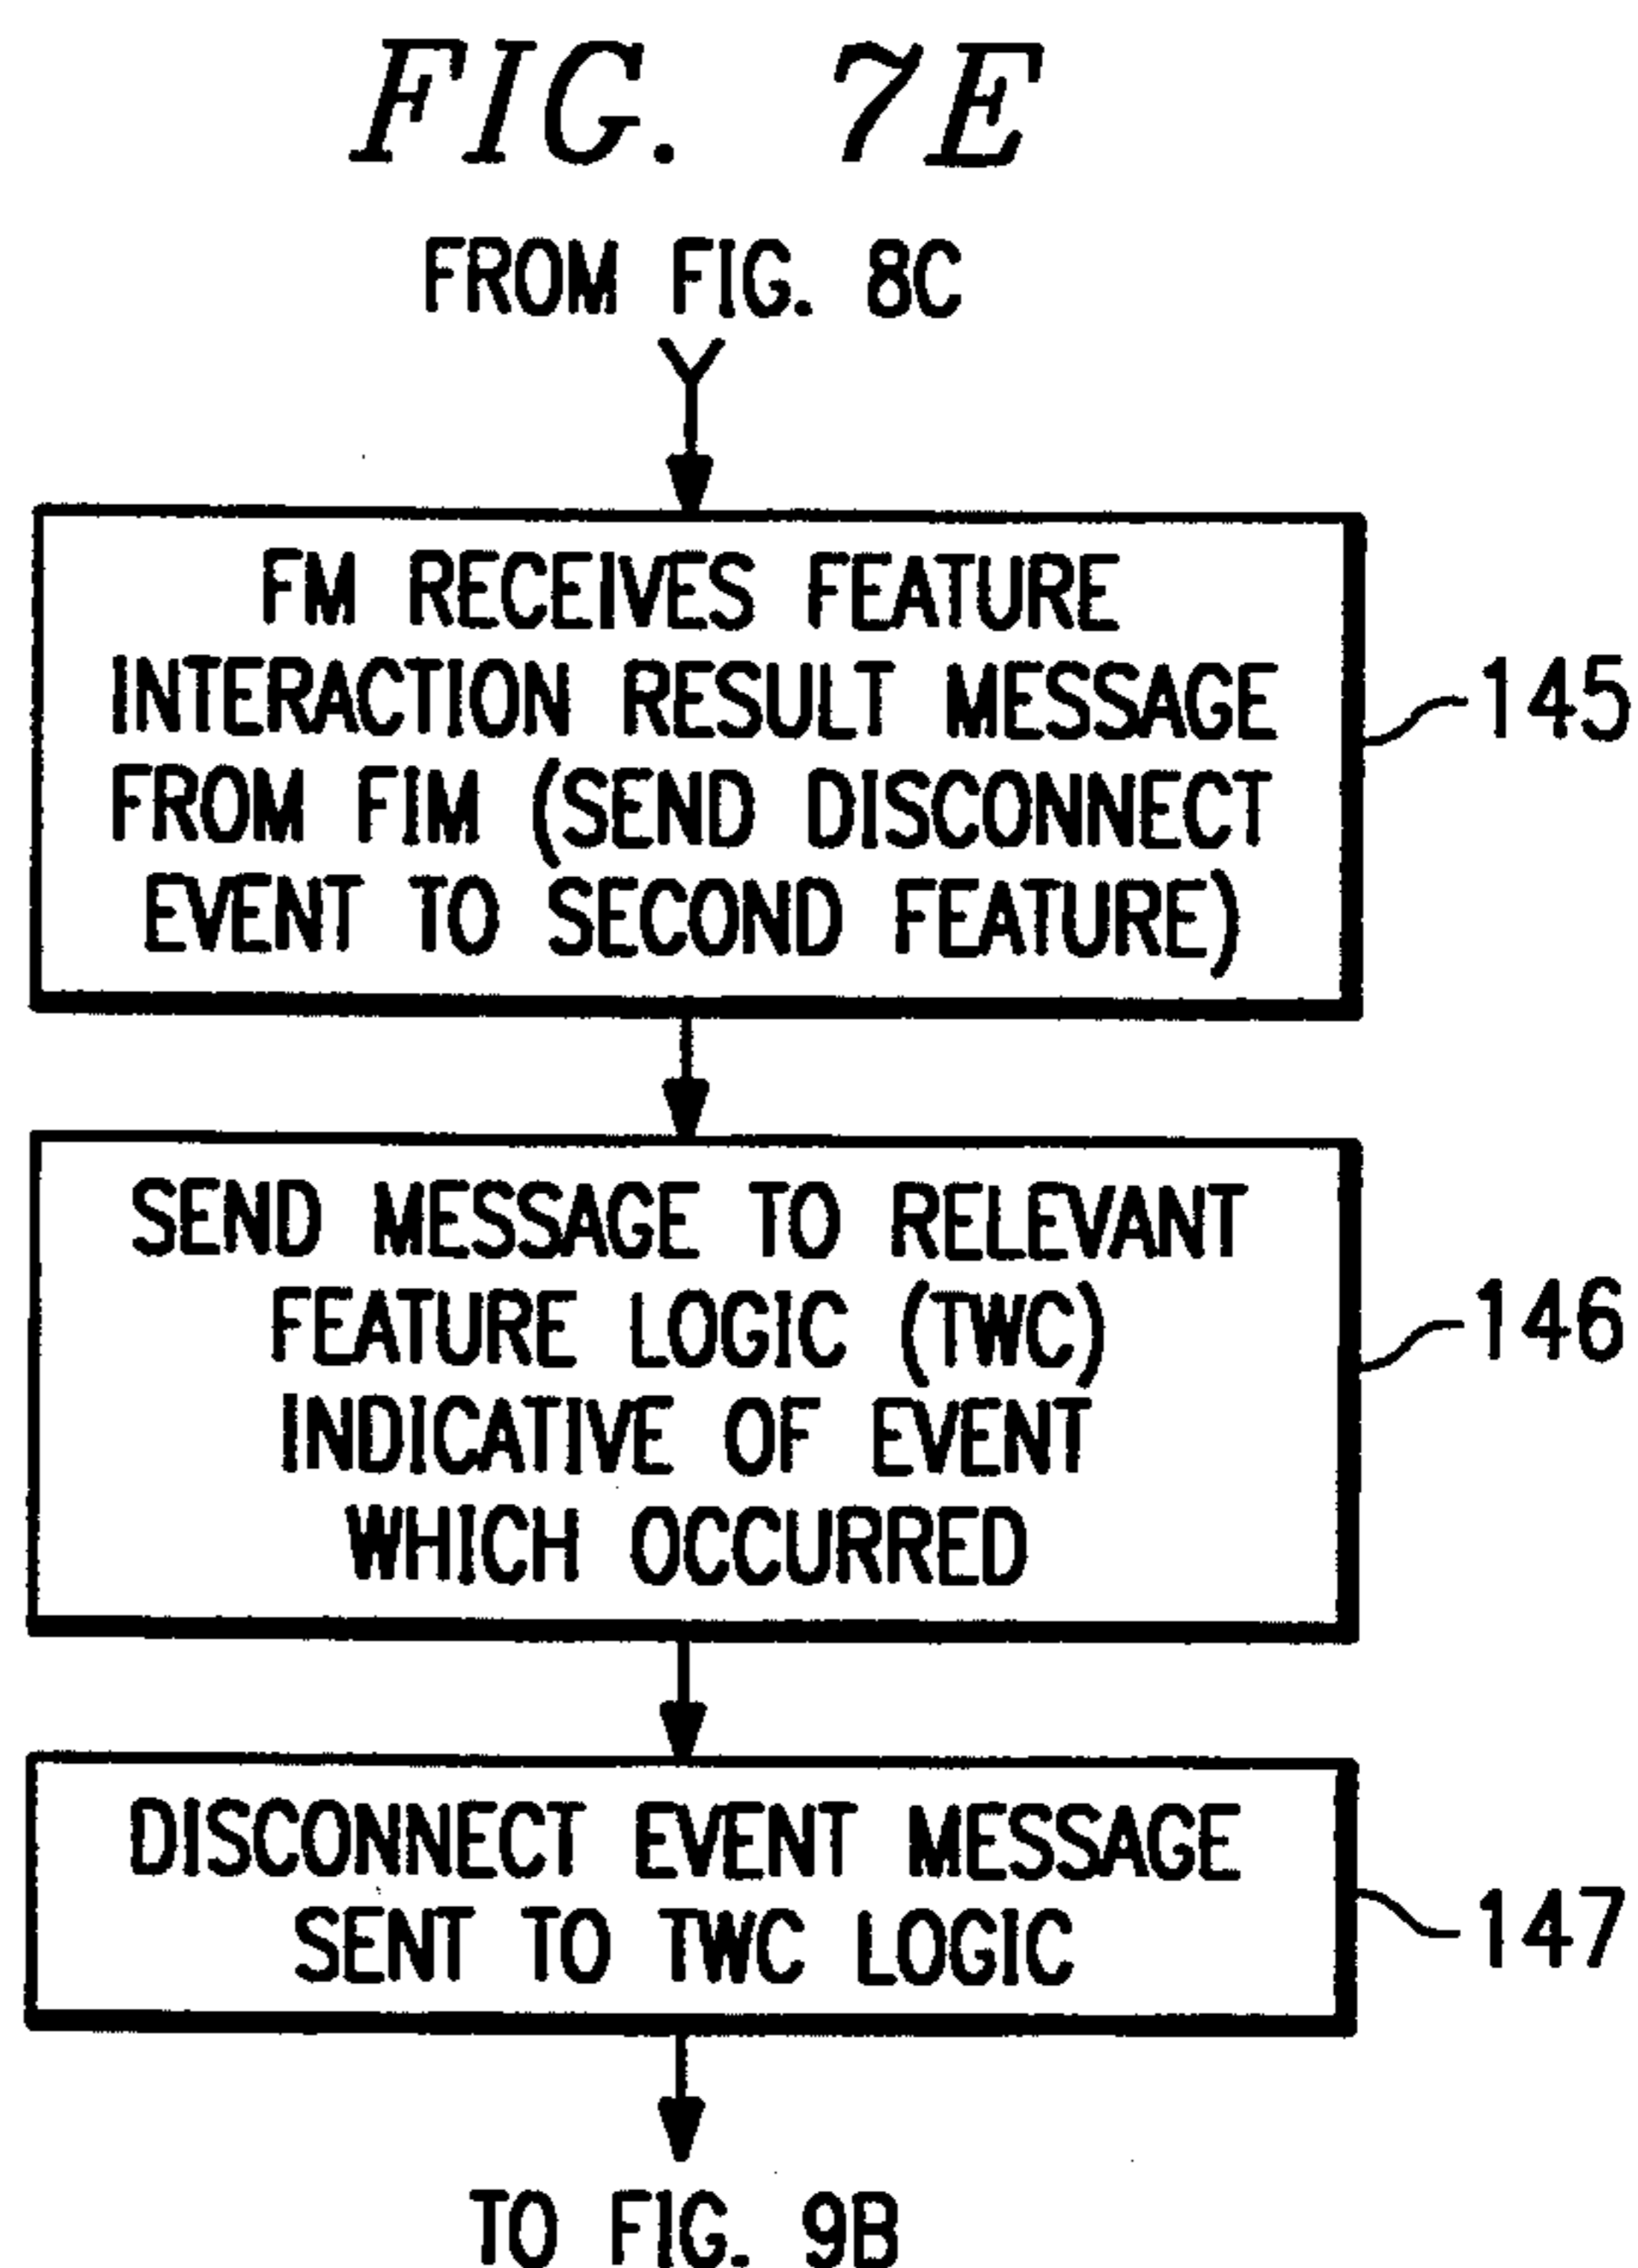 FIG. 7E
FROM FIG. 8C
FM RECEIVES FEATURE
INTERACTION RESULT MESSAGE
FROM FIM (SEND DISCONNECT
EVENT TO SECOND FEATURE)
145
SEND MESSAGE TO RELEVANT
FEATURE LOGIC (TWC)
INDICATIVE OF EVENT
WHICH OCCURRED
146
DISCONNECT EVENT MESSAGE
SENT TO TWC LOGIC
147
TO FIG. 9B